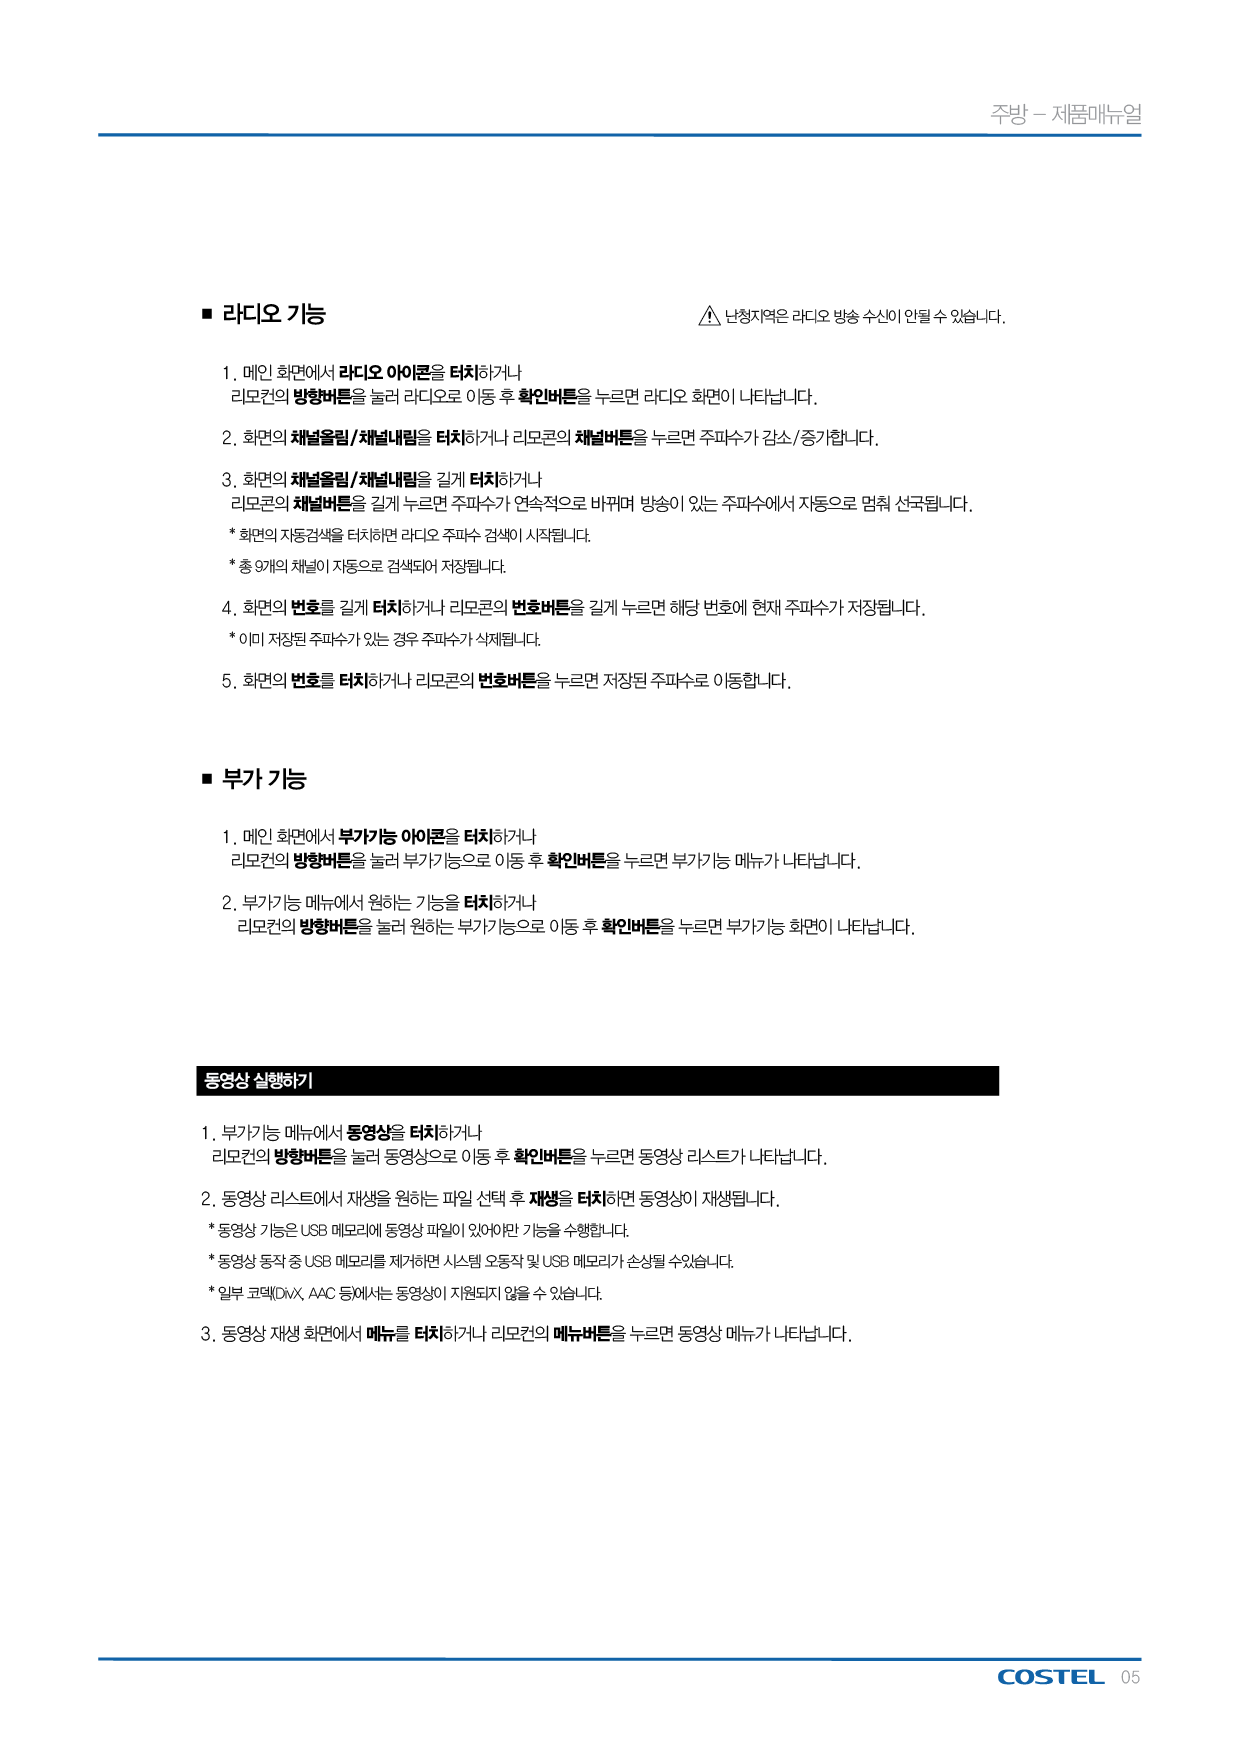 주방 – 제품매뉴얼
■ 라디오 기능
⚠ 난청지역은 라디오 방송 수신이 안될 수 있습니다.
1. 메인 화면에서 라디오 아이콘을 터치하거나
리모컨의 방향버튼을 눌러 라디오로 이동 후 확인버튼을 누르면 라디오 화면이 나타납니다.
2. 화면의 채널올림/채널내림을 터치하거나 리모콘의 채널버튼을 누르면 주파수가 감소/증가합니다.
3. 화면의 채널올림/채널내림을 길게 터치하거나
리모콘의 채널버튼을 길게 누르면 주파수가 연속적으로 바뀌며 방송이 있는 주파수에서 자동으로 멈춰 선국됩니다.
* 화면의 자동검색을 터치하면 라디오 주파수 검색이 시작됩니다.
* 총 9개의 채널이 자동으로 검색되어 저장됩니다.
4. 화면의 번호를 길게 터치하거나 리모콘의 번호버튼을 길게 누르면 해당 번호에 현재 주파수가 저장됩니다.
* 이미 저장된 주파수가 있는 경우 주파수가 삭제됩니다.
5. 화면의 번호를 터치하거나 리모콘의 번호버튼을 누르면 저장된 주파수로 이동합니다.
■ 부가 기능
1. 메인 화면에서 부가기능 아이콘을 터치하거나
리모컨의 방향버튼을 눌러 부가기능으로 이동 후 확인버튼을 누르면 부가기능 메뉴가 나타납니다.
2. 부가기능 메뉴에서 원하는 기능을 터치하거나
리모컨의 방향버튼을 눌러 원하는 부가기능으로 이동 후 확인버튼을 누르면 부가기능 화면이 나타납니다.
동영상 실행하기
1. 부가기능 메뉴에서 동영상을 터치하거나
리모컨의 방향버튼을 눌러 동영상으로 이동 후 확인버튼을 누르면 동영상 리스트가 나타납니다.
2. 동영상 리스트에서 재생을 원하는 파일 선택 후 재생을 터치하면 동영상이 재생됩니다.
* 동영상 기능은 USB 메모리에 동영상 파일이 있어야만 기능을 수행합니다.
* 동영상 동작 중 USB 메모리를 제거하면 시스템 오동작 및 USB 메모리가 손상될 수있습니다.
* 일부 코덱(DivX, AAC 등)에서는 동영상이 지원되지 않을 수 있습니다.
3. 동영상 재생 화면에서 메뉴를 터치하거나 리모컨의 메뉴버튼을 누르면 동영상 메뉴가 나타납니다.
COSTEL 05